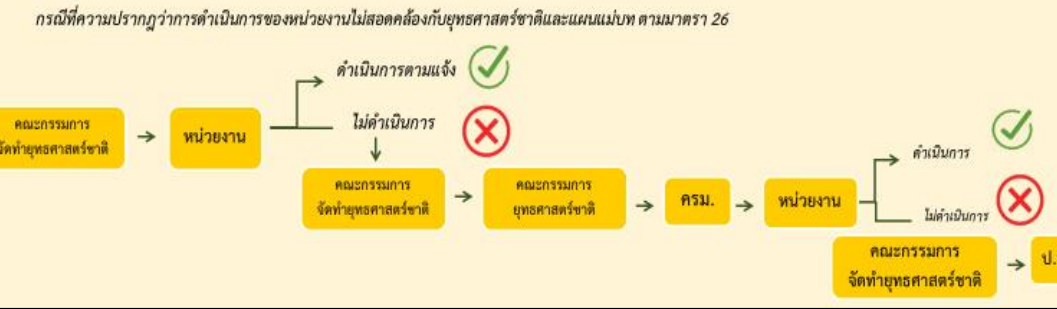 กรณีที่ความปรากฏว่าการดำเนินการของหน่วยงานไม่สอดคล้องกับยุทธศาสตร์ชาติและแผนแม่บท ตามมาตรา 26
คณะกรรมการ
จัดทำยุทธศาสตร์ชาติ
หน่วยงาน
ดำเนินการตามแจ้ง
ไม่ดำเนินการ
คณะกรรมการ
จัดทำยุทธศาสตร์ชาติ
คณะกรรมการ
ยุทธศาสตร์ชาติ
ครม.
หน่วยงาน
ดำเนินการ
ไม่ดำเนินการ
คณะกรรมการ
จัดทำยุทธศาสตร์ชาติ
ป.